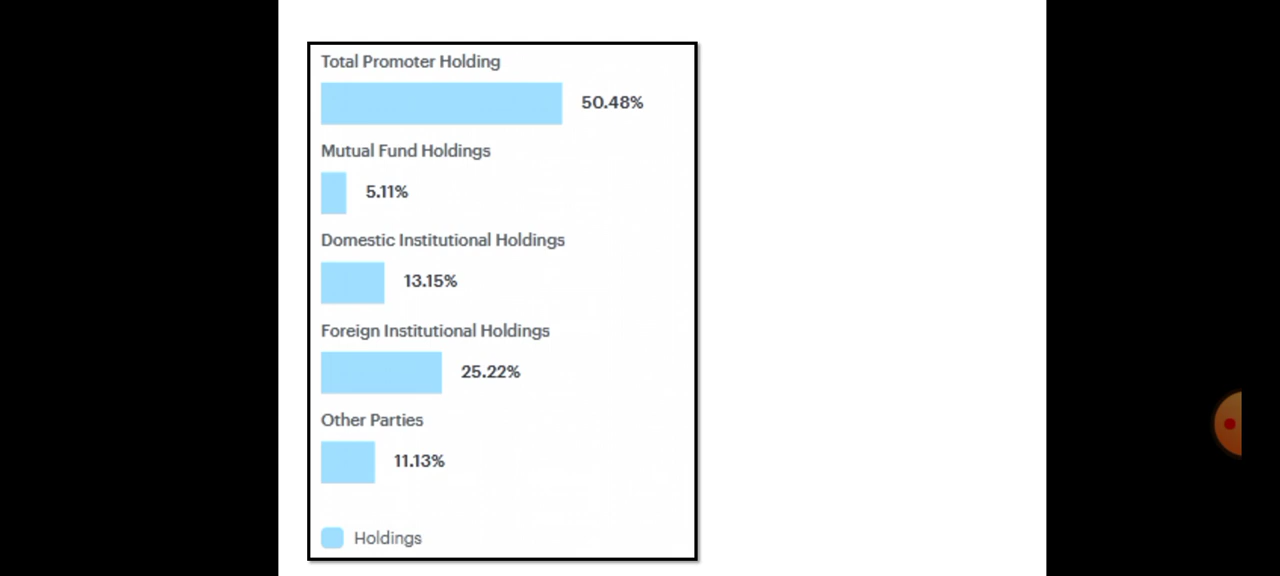 Total Promoter Holding
50.48%
Mutual Fund Holdings
5.11%
Domestic Institutional Holdings
13.15%
Foreign Institutional Holdings
25.22%
Other Parties
11.13%
Holdings